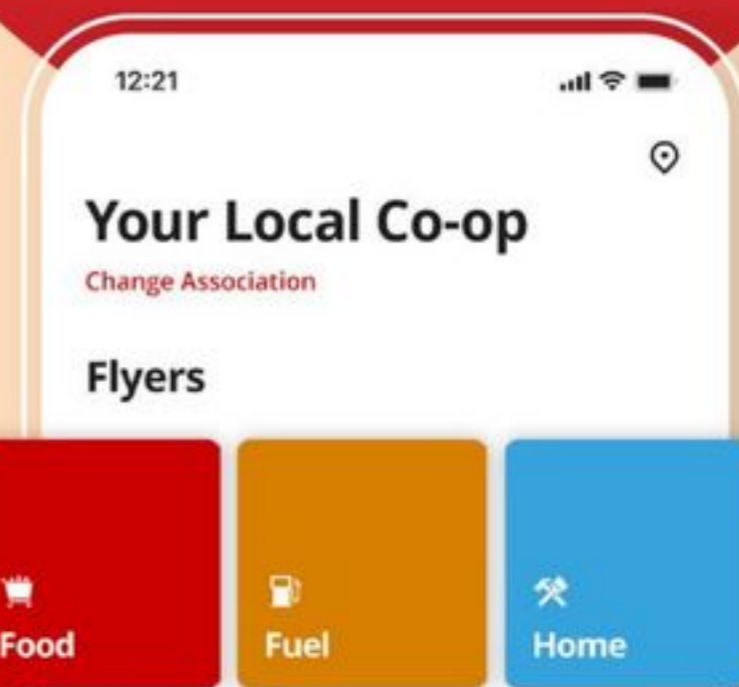 12:21
Your Local Co-op
Change Association
Flyers
Food
Fuel
Home